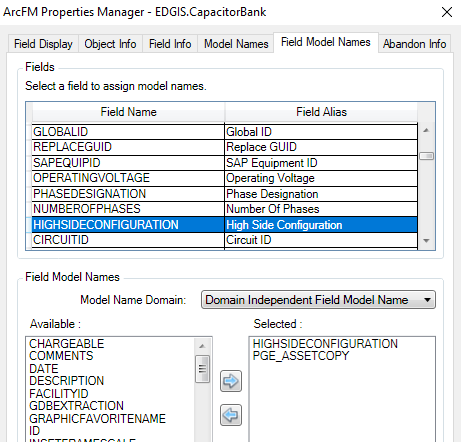 ArcFM Properties Manager - EDGIS.CapacitorBank
Field Display Object Info Field Info Model Names Field Model Names Abandon Info
Fields
Select a field to assign model names.
Field Name Field Alias
GLOBALID Global ID
REPLACEGUID Replace GUID
SAPEQUIPID SAP Equipment ID
OPERATINGVOLTAGE Operating Voltage
PHASEDESIGNATION Phase Designation
NUMBEROFPHASES Number Of Phases
HIGHSIDECONFIGURATION High Side Configuration
CIRCUITID Circuit ID
Field Model Names
Model Name Domain: Domain Independent Field Model Name
Available : Selected :
CHARGEABLE HIGHSIDECONFIGURATION
COMMENTS PGE_ASSETCOPY
DATE
DESCRIPTION
FACILITYID
GDBEXTRACTION
GRAPHICFAVORITENAME
ID
INSETFRAMESCALE